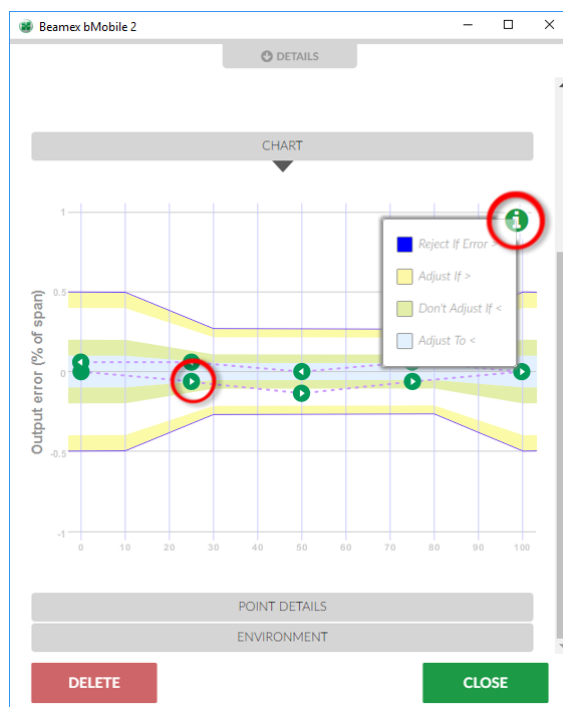 Beamex bMobile 2
DETAILS
CHART
1
Reject If Error >
Adjust If >
Don't Adjust If <
Adjust To <
0.5
0
-0.5
-1
Output error (% of span)
0 10 20 30 40 50 60 70 80 90 100
POINT DETAILS
ENVIRONMENT
DELETE
CLOSE